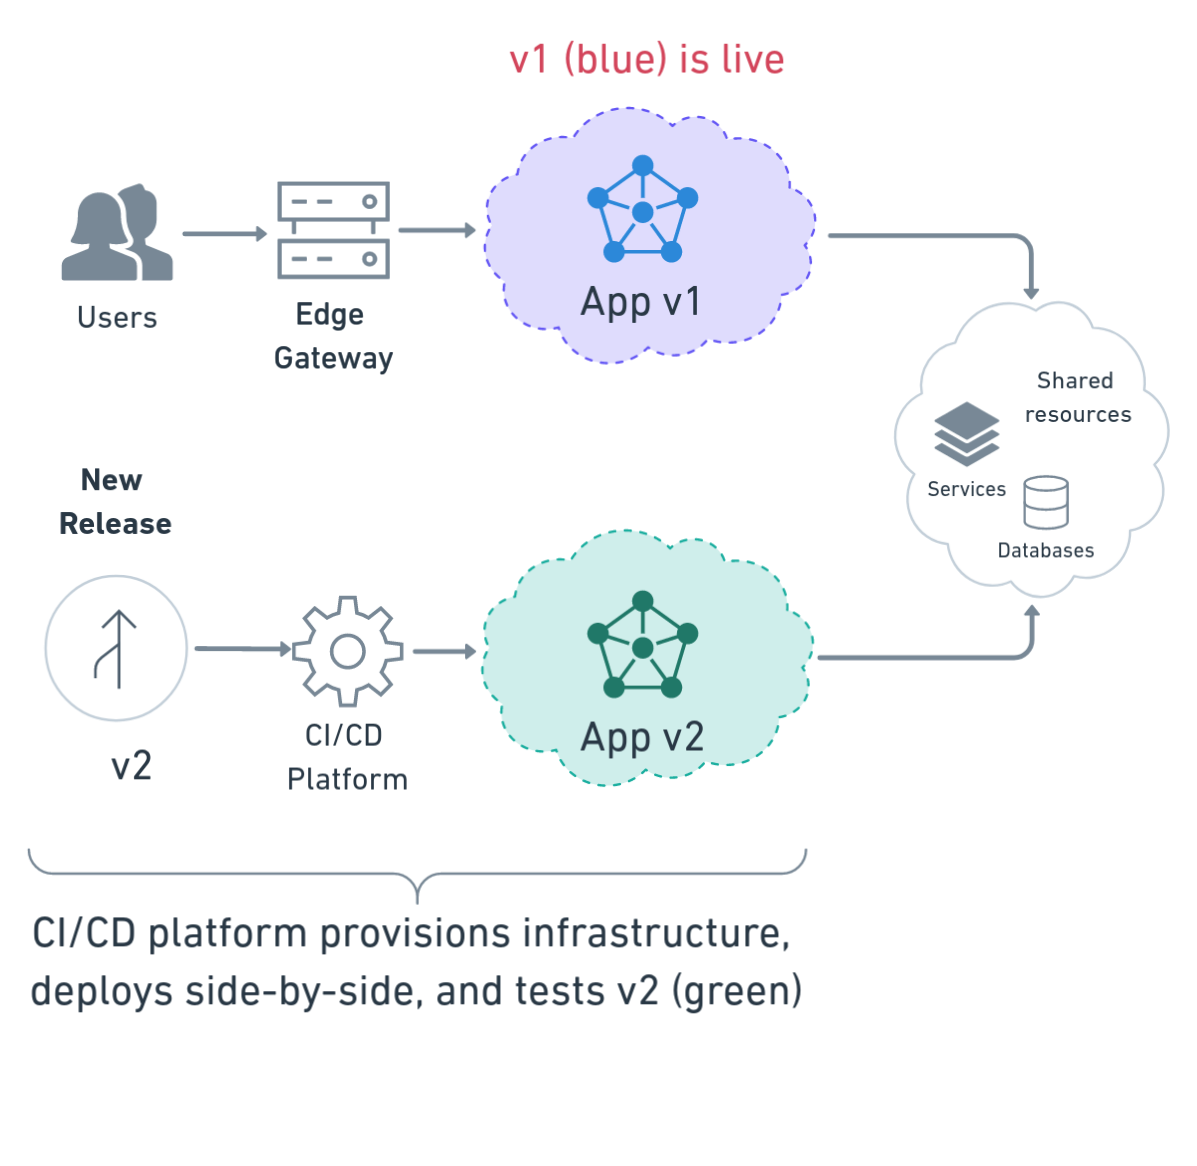 v1 (blue) is live
Users
Edge
Gateway
App v1
Shared
resources
Services
Databases
New
Release
v2
CI/CD
Platform
App v2
CI/CD platform provisions infrastructure,
deploys side-by-side, and tests v2 (green)